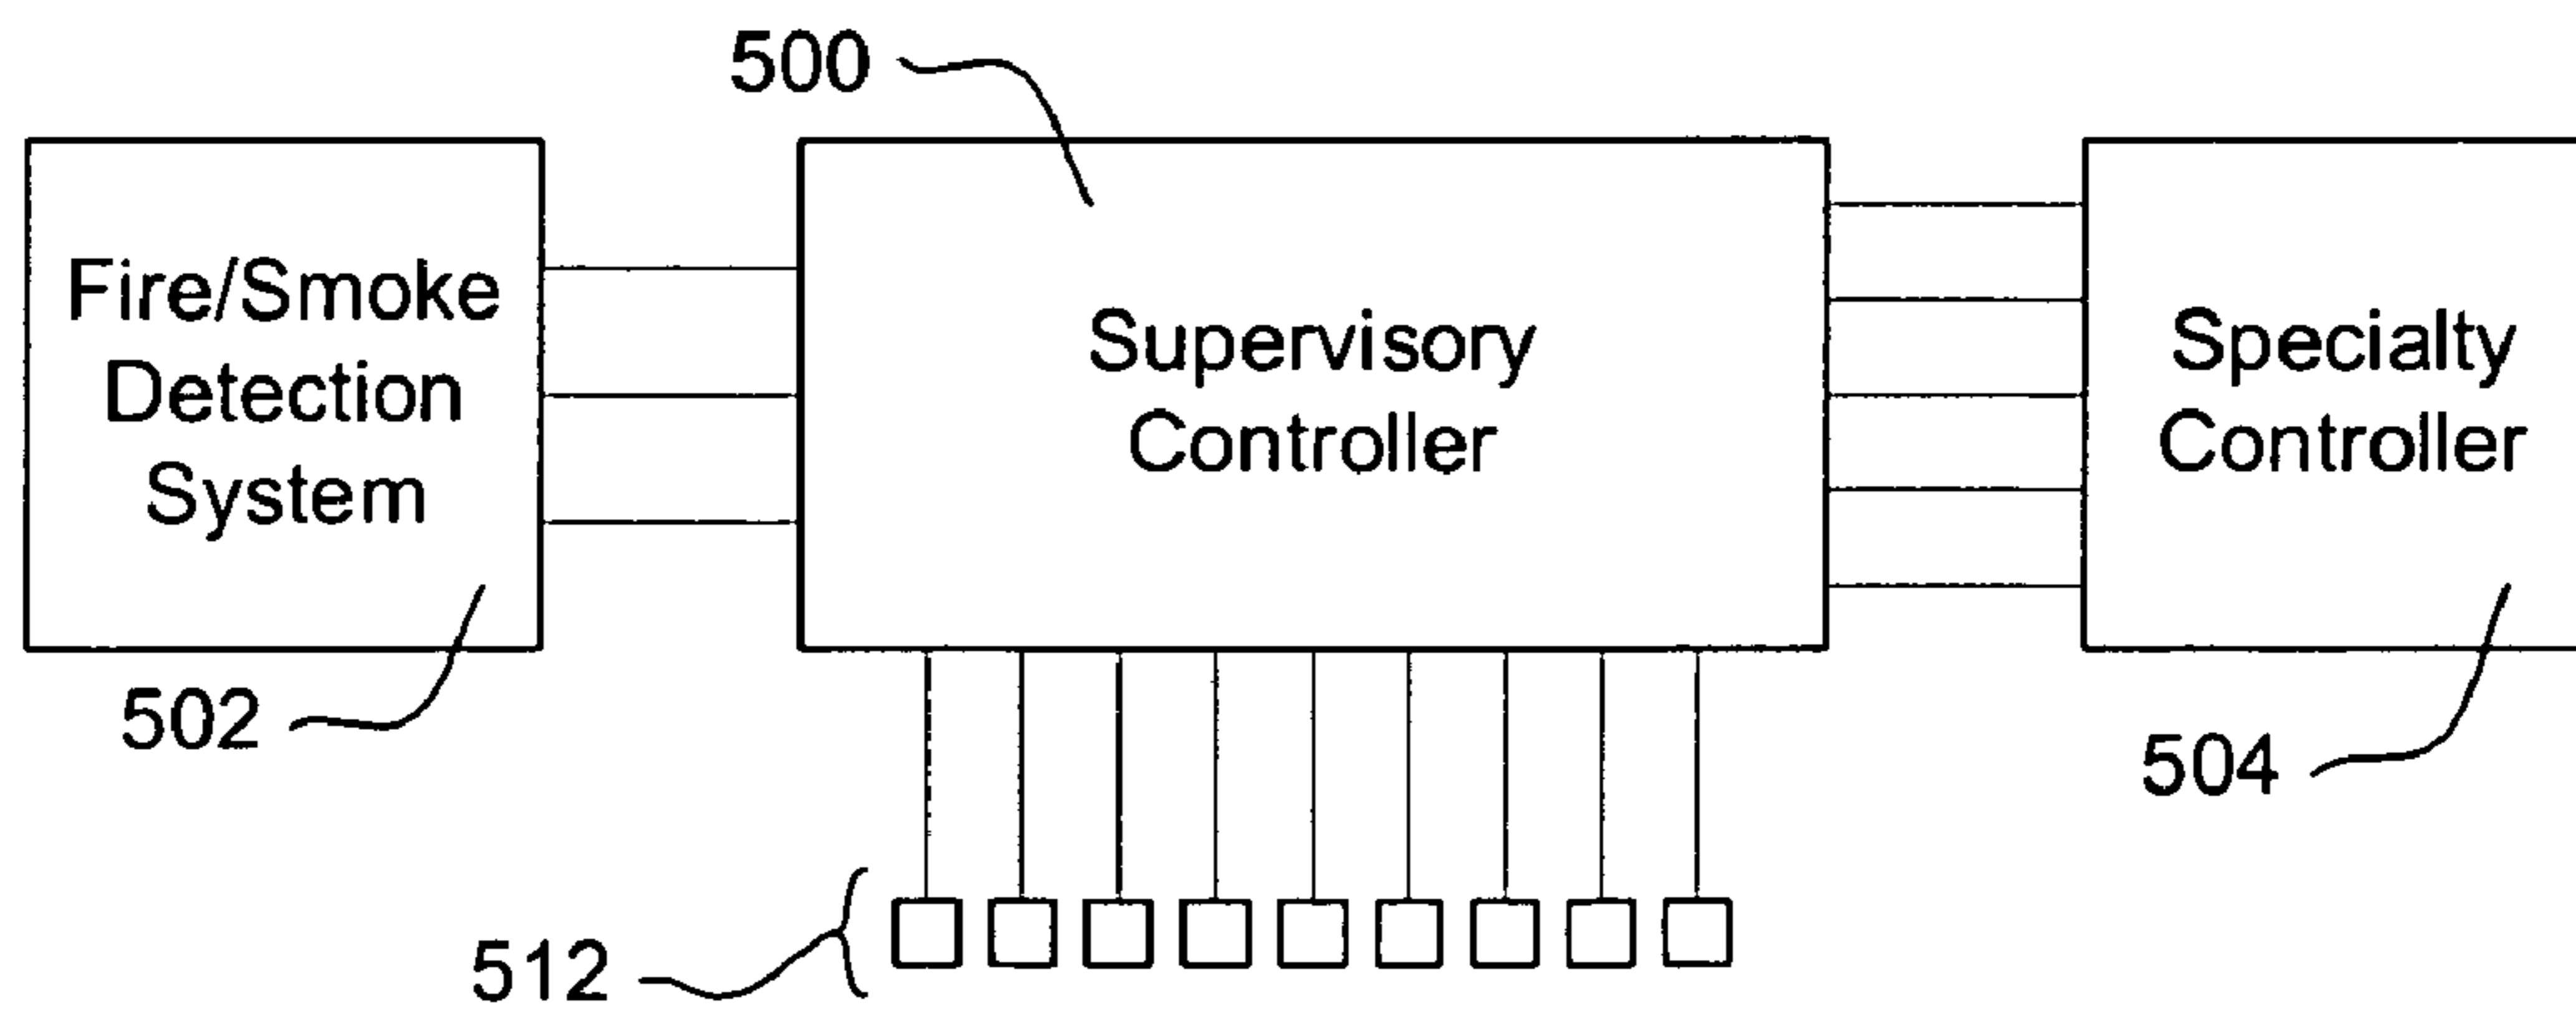 500
Fire/Smoke
Detection
System
Supervisory
Controller
Specialty
Controller
502
504
512